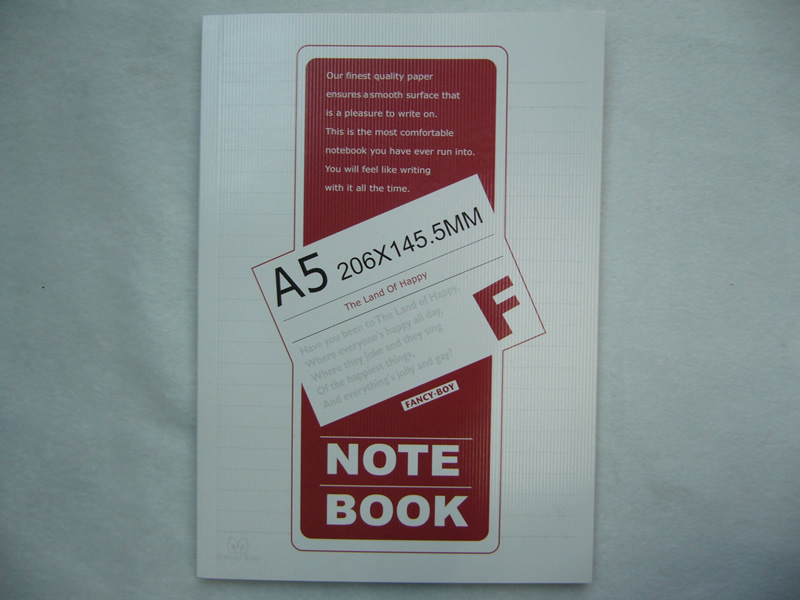 Our finest quality paper
ensures a smooth surface that
is a pleasure to write on.
This is the most comfortable
notebook you have ever run into.
You will feel like writing
with it all the time.
A5 206X145.5MM
The Land Of Happy
Have you been to The Land of Happy,
Where everyone's happy all day,
Where they joke and they sing
Of the happiest things,
And everything's jolly and gay?
F
FANCY-BOY
NOTE
BOOK